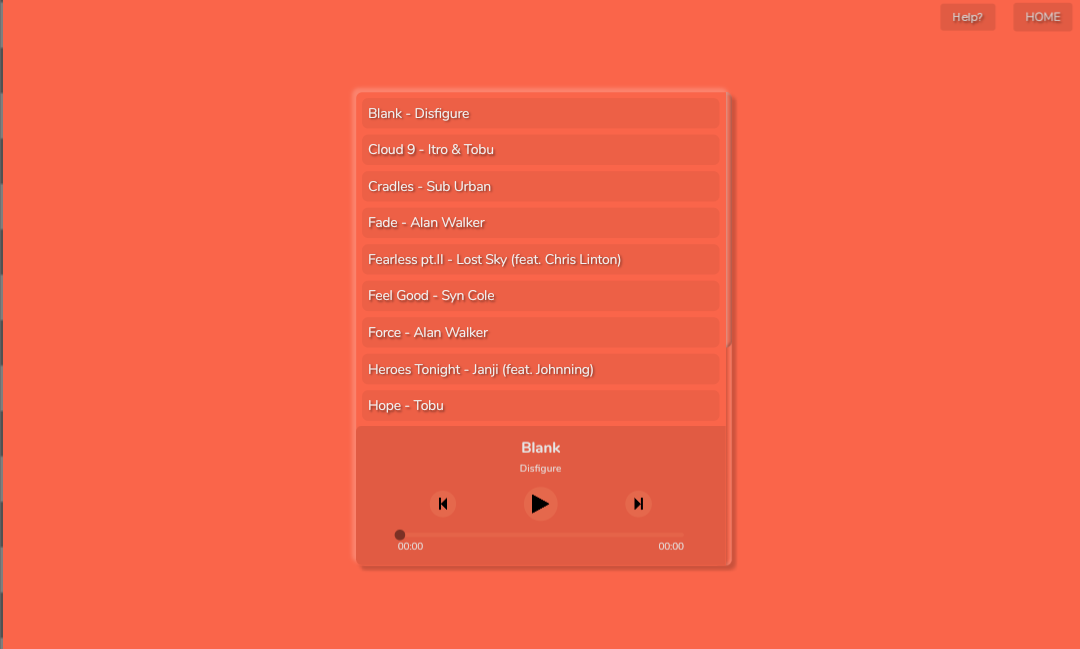 Help? HOME
Blank - Disfigure
Cloud 9 - Itro & Tobu
Cradles - Sub Urban
Fade - Alan Walker
Fearless pt.II - Lost Sky (feat. Chris Linton)
Feel Good - Syn Cole
Force - Alan Walker
Heroes Tonight - Janji (feat. Johnning)
Hope - Tobu
Blank
Disfigure
00:00 00:00